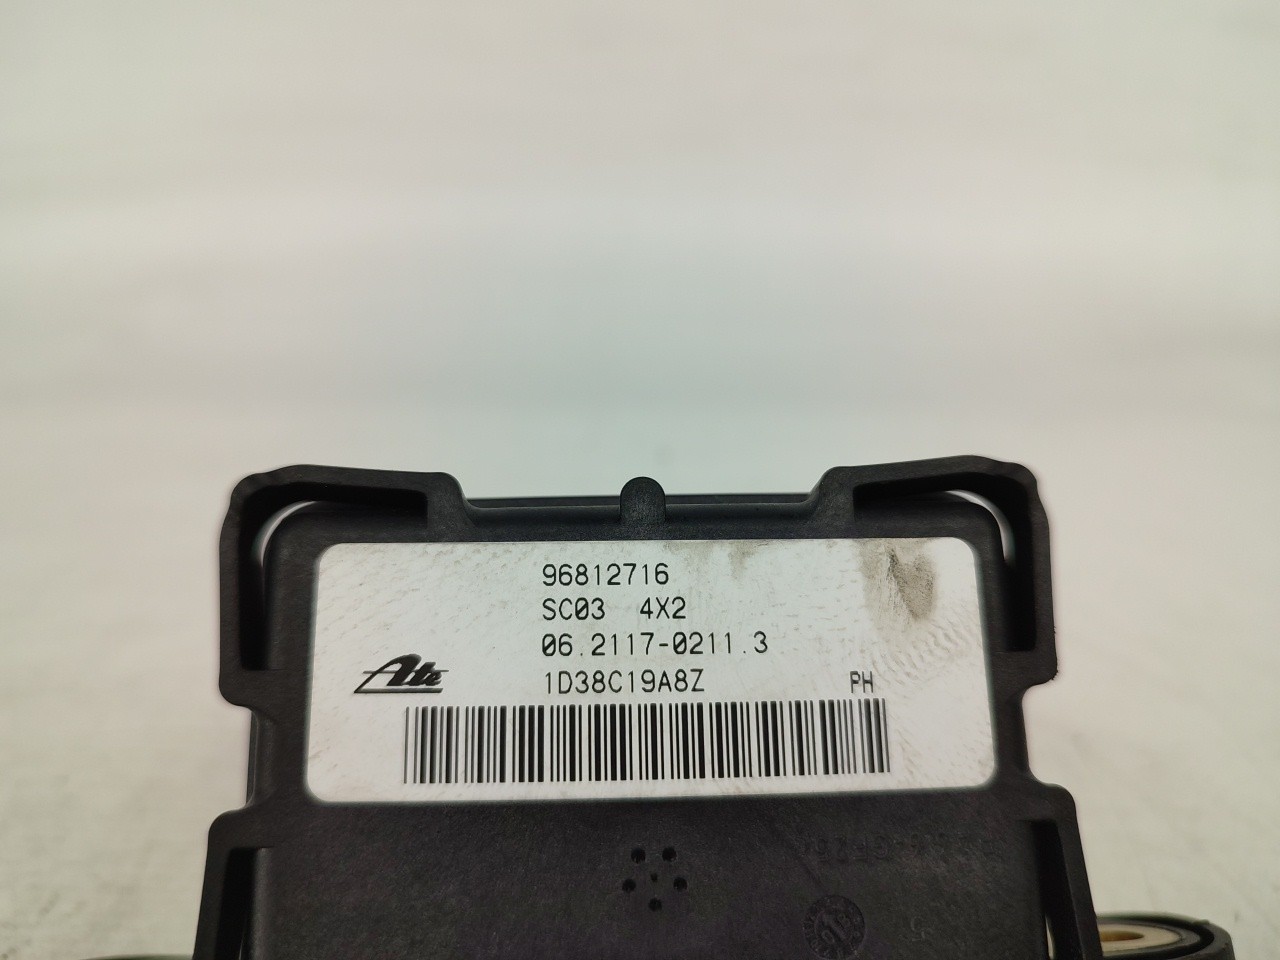 96812716
SC03 4X2
06.2117-0211.3
Ate
1D38C19A8Z PH